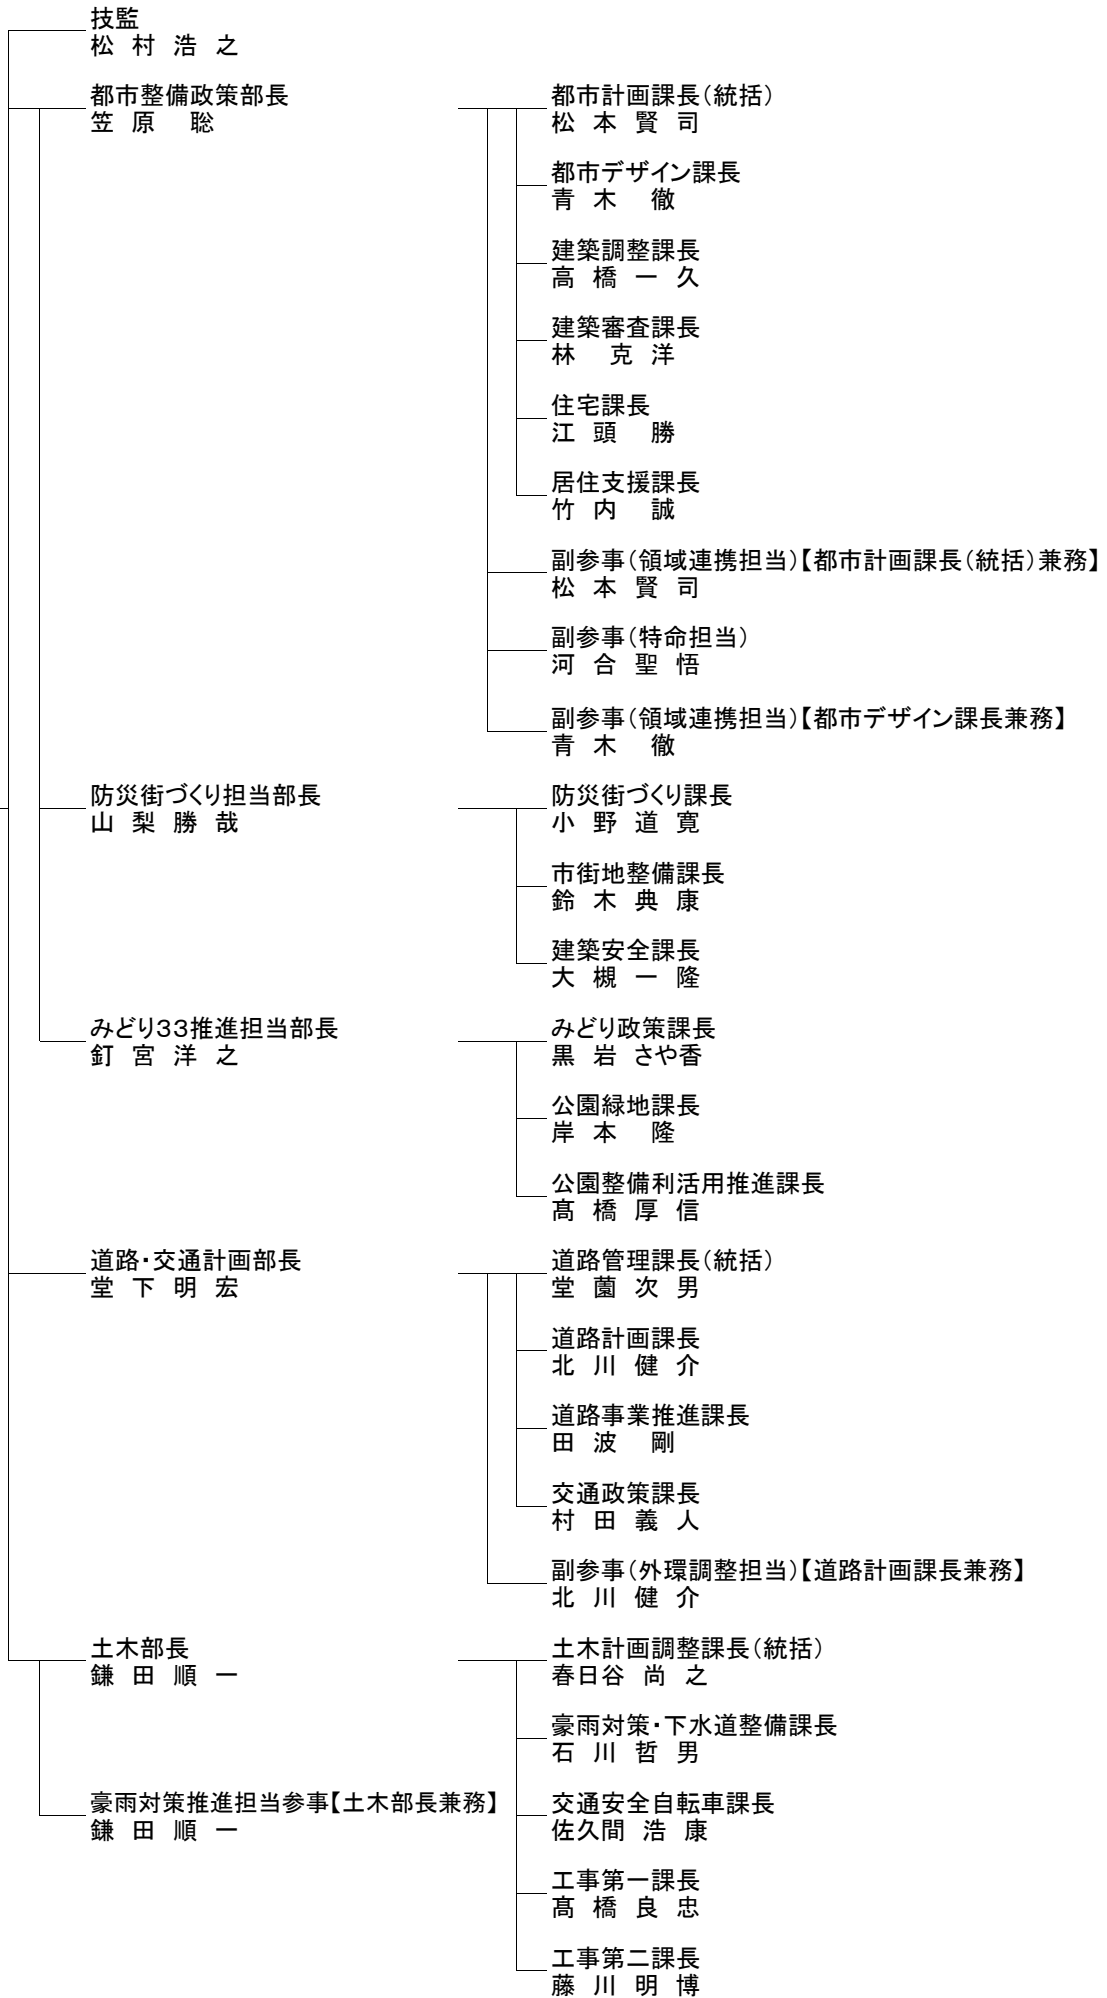 技監
松 村 浩 之
都市整備政策部長
笠 原 聡
都市計画課長(統括)
松 本 賢 司
都市デザイン課長
青 木 徹
建築調整課長
高 橋 一 久
建築審査課長
林 克 洋
住宅課長
江 頭 勝
居住支援課長
竹 内 誠
副参事(領域連携担当)【都市計画課長(統括)兼務】
松 本 賢 司
副参事(特命担当)
河 合 聖 悟
副参事(領域連携担当)【都市デザイン課長兼務】
青 木 徹
防災街づくり担当部長
山 梨 勝 哉
防災街づくり課長
小 野 道 寛
市街地整備課長
鈴 木 典 康
建築安全課長
大 槻 一 隆
みどり33推進担当部長
釘 宮 洋 之
みどり政策課長
黒 岩 さや香
公園緑地課長
岸 本 隆
公園整備利活用推進課長
髙 橋 厚 信
道路・交通計画部長
堂 下 明 宏
道路管理課長(統括)
堂 薗 次 男
道路計画課長
北 川 健 介
道路事業推進課長
田 波 剛
交通政策課長
村 田 義 人
副参事(外環調整担当)【道路計画課長兼務】
北 川 健 介
土木部長
鎌 田 順 一
土木計画調整課長(統括)
春日谷 尚 之
豪雨対策・下水道整備課長
石 川 哲 男
豪雨対策推進担当参事【土木部長兼務】
鎌 田 順 一
交通安全自転車課長
佐久間 浩 康
工事第一課長
髙 橋 良 忠
工事第二課長
藤 川 明 博